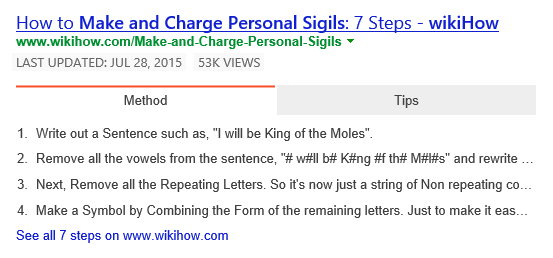 How to Make and Charge Personal Sigils: 7 Steps - wikiHow
www.wikihow.com/Make-and-Charge-Personal-Sigils
LAST UPDATED: JUL 28, 2015 53K VIEWS
Method Tips
1. Write out a Sentence such as, "I will be King of the Moles".
2. Remove all the vowels from the sentence, "# w#ll b# K#ng #f th# M#l#s" and rewrite ...
3. Next, Remove all the Repeating Letters. So it's now just a string of Non repeating co...
4. Make a Symbol by Combining the Form of the remaining letters. Just to make it eas...
See all 7 steps on www.wikihow.com